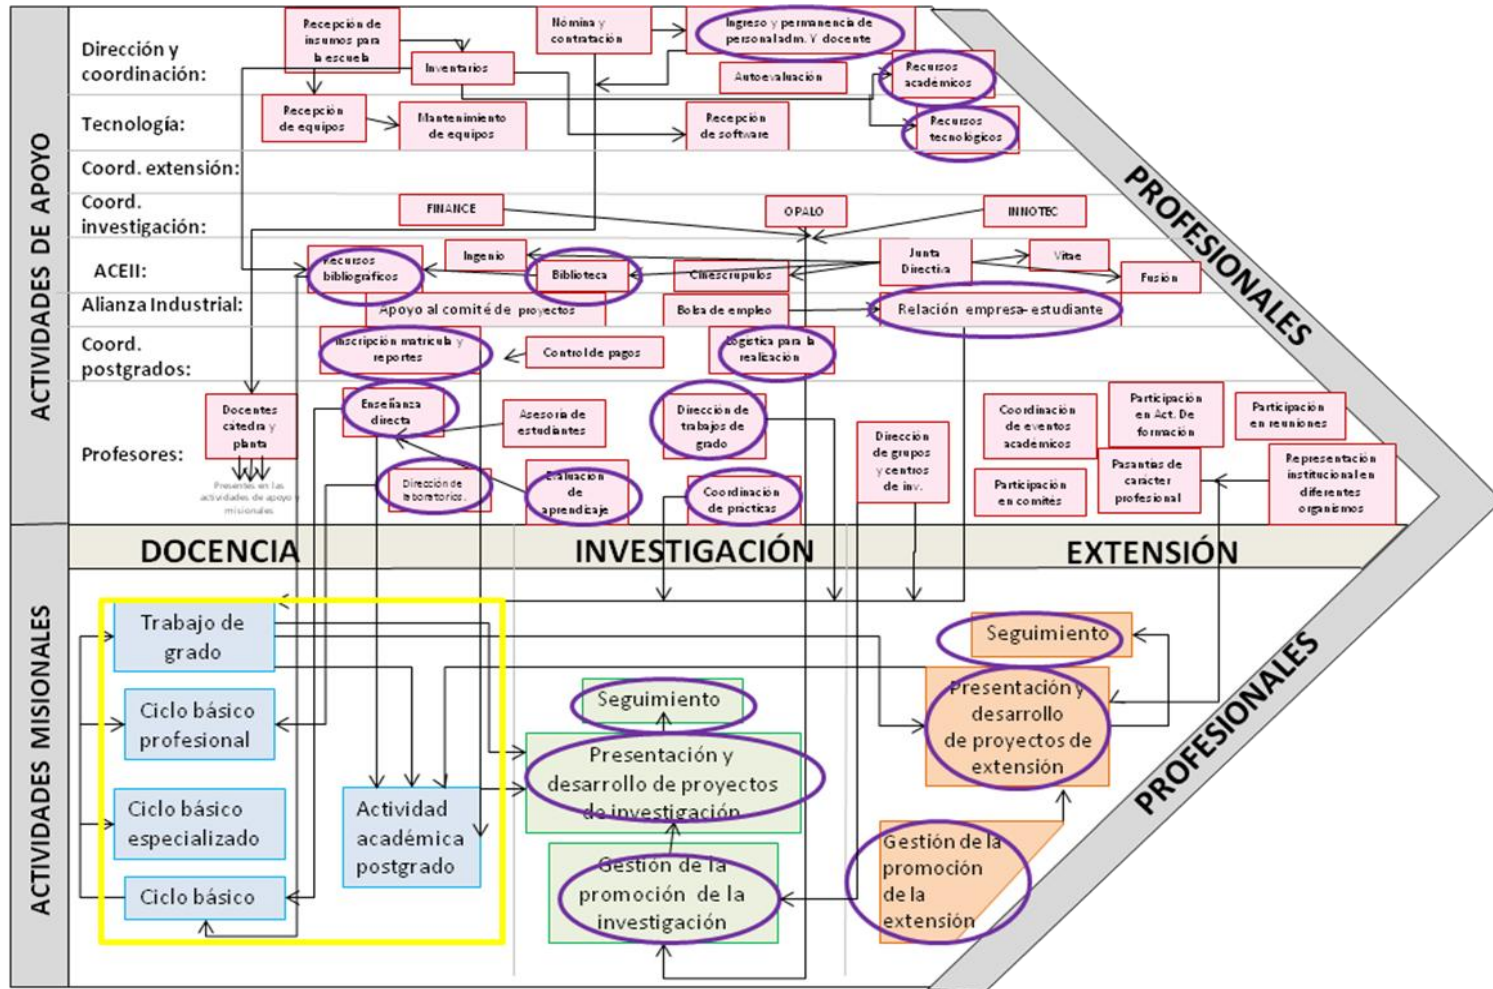 Dirección y
coordinación:
Recepción de
insumos para
la escuela
Inventarios
Nómina y
contratación
Ingreso y permanencia de
personal adm. Y docente
Autoevaluación
Recursos
académicos
Tecnología:
Recepción
de equipos
Mantenimiento
de equipos
Recepción
de software
Recursos
tecnológicos
Coord. extensión:
Coord.
investigación:
FINANCE
OPALO
INNOTEC
ACEII:
Recursos
bibliográficos
Ingenio
Biblioteca
Cinescrúpulos
Junta
Directiva
Vitae
Fusión
Alianza Industrial:
Apoyo al comité de proyectos
Bolsa de empleo
Relación empresa- estudiante
Coord.
postgrados:
Inscripción matricula y
reportes
Control de pagos
Logística para la
realización
Profesores:
Docentes
cátedra y
planta
Presentes en las
actividades de apoyo y
misionales
Enseñanza
directa
Asesoría de
estudiantes
Dirección de
laboratorios.
Evaluación
de
aprendizaje
Dirección de
trabajos de
grado
Coordinación
de prácticas
Dirección
de grupos
y centros
de inv.
Coordinación
de eventos
académicos
Participación
en Act. De
formación
Participación
en reuniones
Participación
en comités
Pasantías de
carácter
profesional
Representación
institucional en
diferentes
organismos
ACTIVIDADES DE APOYO
PROFESIONALES
DOCENCIA
INVESTIGACIÓN
EXTENSIÓN
ACTIVIDADES MISIONALES
PROFESIONALES
Trabajo de
grado
Ciclo básico
profesional
Ciclo básico
especializado
Ciclo básico
Actividad
académica
postgrado
Seguimiento
Presentación y
desarrollo de proyectos
de investigación
Gestión de la
promoción de la
investigación
Seguimiento
Presentación y
desarrollo
de proyectos de
extensión
Gestión de la
promoción
de la
extensión